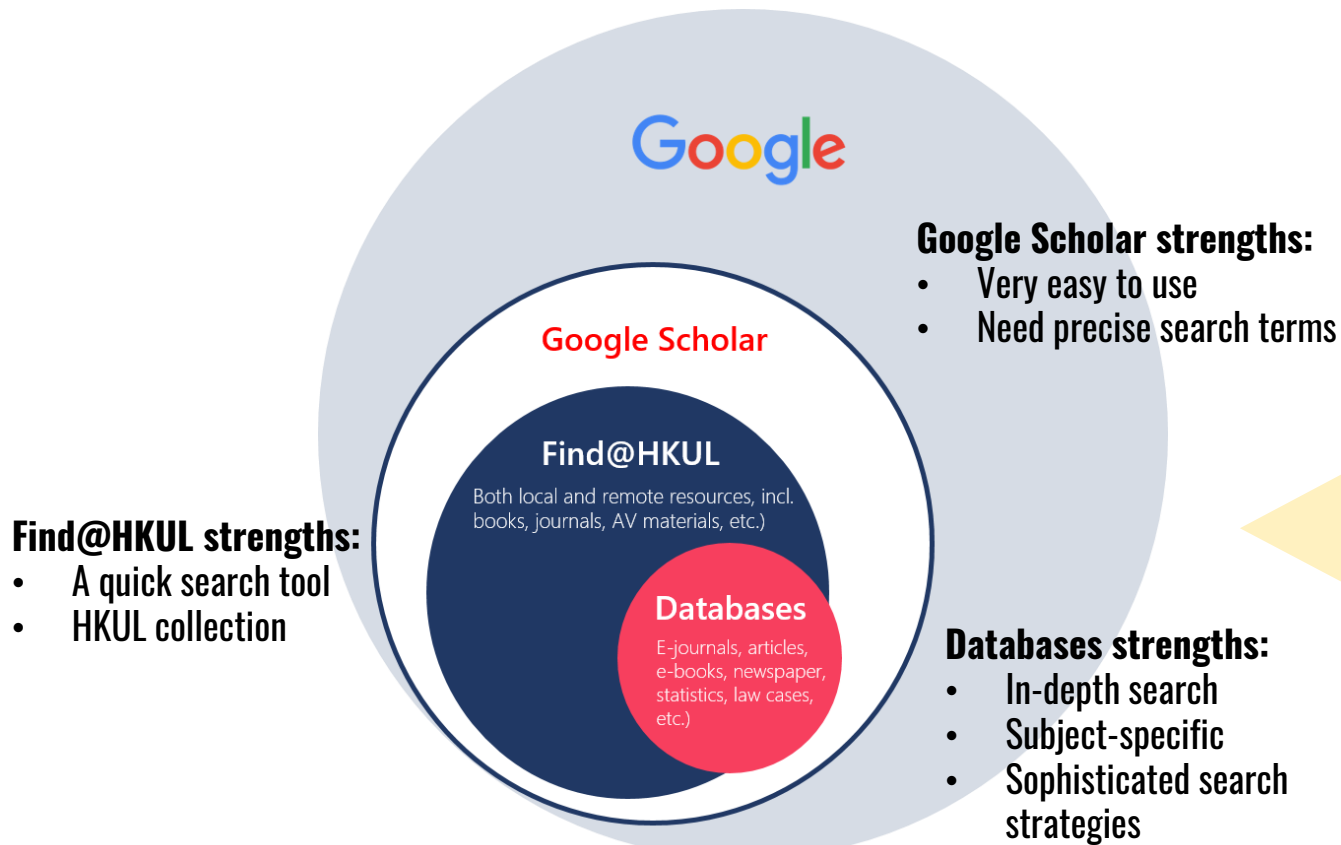 Google
Google Scholar strengths:
• Very easy to use
• Need precise search terms
Google Scholar
Find@HKUL
Both local and remote resources, incl.
books, journals, AV materials, etc.)
Find@HKUL strengths:
• A quick search tool
• HKUL collection
Databases
E-journals, articles,
e-books, newspaper,
statistics, law cases,
etc.)
Databases strengths:
• In-depth search
• Subject-specific
• Sophisticated search
strategies